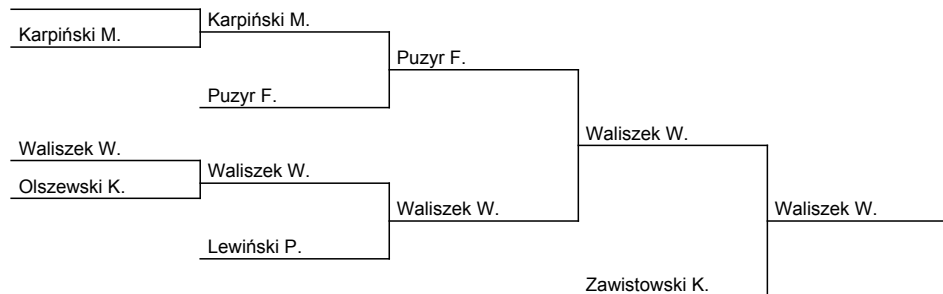 Karpiński M.
Karpiński M.
Puzyr F.
Puzyr F.
Waliszek W.
Waliszek W.
Waliszek W.
Olszewski K.
Waliszek W.
Waliszek W.
Lewiński P.
Zawistowski K.